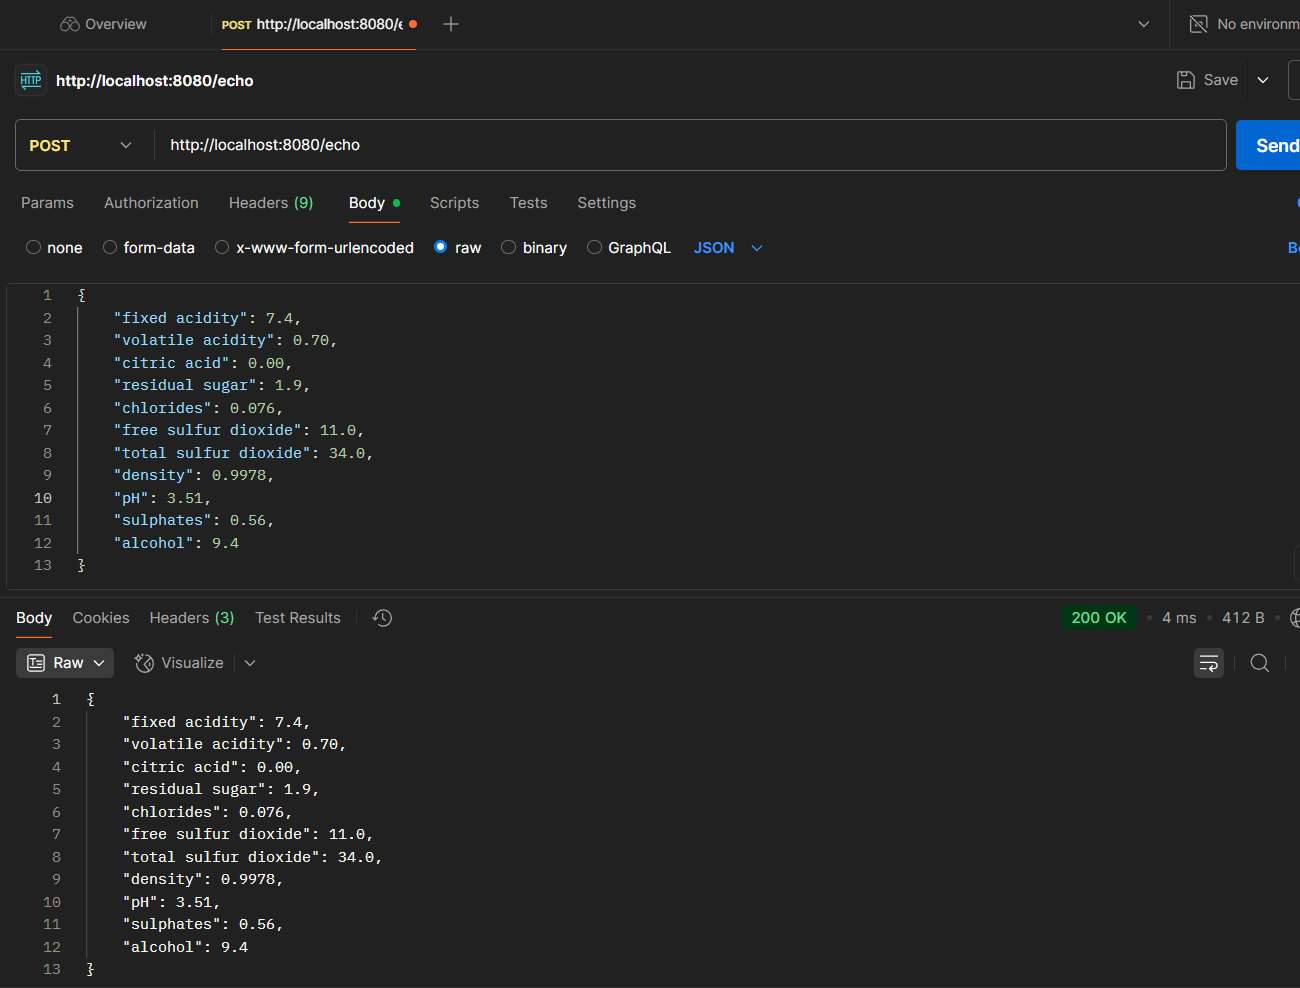 Overview
POST http://localhost:8080/e
No environm
HTTP http://localhost:8080/echo
Save
POST http://localhost:8080/echo
Send
Params Authorization Headers (9) Body Scripts Tests Settings
none form-data x-www-form-urlencoded raw binary GraphQL JSON
1 {
2 "fixed acidity": 7.4,
3 "volatile acidity": 0.70,
4 "citric acid": 0.00,
5 "residual sugar": 1.9,
6 "chlorides": 0.076,
7 "free sulfur dioxide": 11.0,
8 "total sulfur dioxide": 34.0,
9 "density": 0.9978,
10 "pH": 3.51,
11 "sulphates": 0.56,
12 "alcohol": 9.4
13 }
Body Cookies Headers (3) Test Results 200 OK • 4 ms • 412 B •
Raw Visualize
1 {
2 "fixed acidity": 7.4,
3 "volatile acidity": 0.70,
4 "citric acid": 0.00,
5 "residual sugar": 1.9,
6 "chlorides": 0.076,
7 "free sulfur dioxide": 11.0,
8 "total sulfur dioxide": 34.0,
9 "density": 0.9978,
10 "pH": 3.51,
11 "sulphates": 0.56,
12 "alcohol": 9.4
13 }